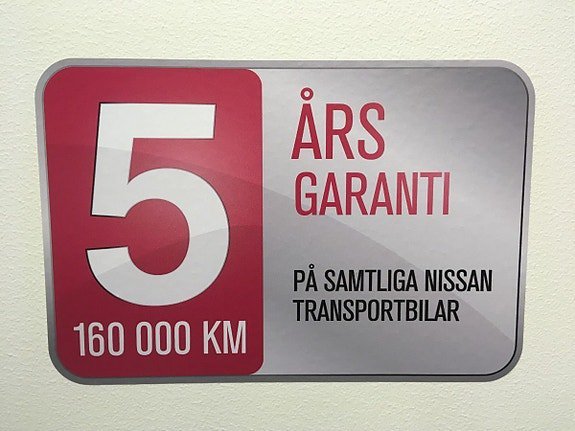 5
160 000 KM
ÅRS
GARANTI
PÅ SAMTLIGA NISSAN
TRANSPORTBILAR